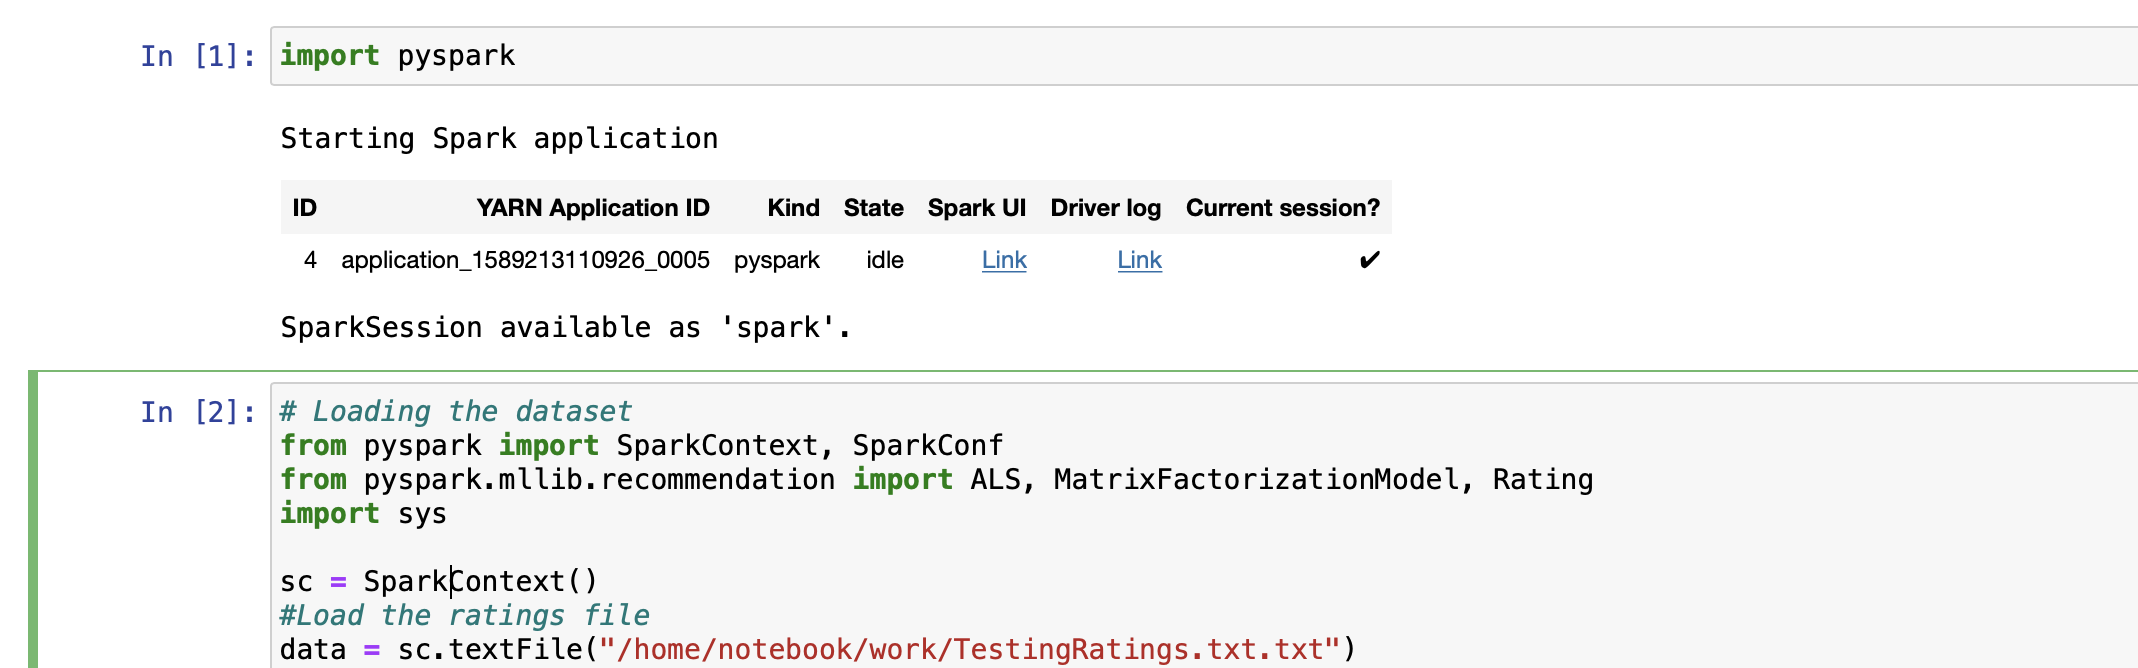 In [1]: import pyspark
Starting Spark application
ID YARN Application ID Kind State Spark UI Driver log Current session?
4 application_1589213110926_0005 pyspark idle Link Link ✔
SparkSession available as 'spark'.
In [2]: # Loading the dataset
from pyspark import SparkContext, SparkConf
from pyspark.mllib.recommendation import ALS, MatrixFactorizationModel, Rating
import sys
sc = SparkContext()
#Load the ratings file
data = sc.textFile("/home/notebook/work/TestingRatings.txt.txt")